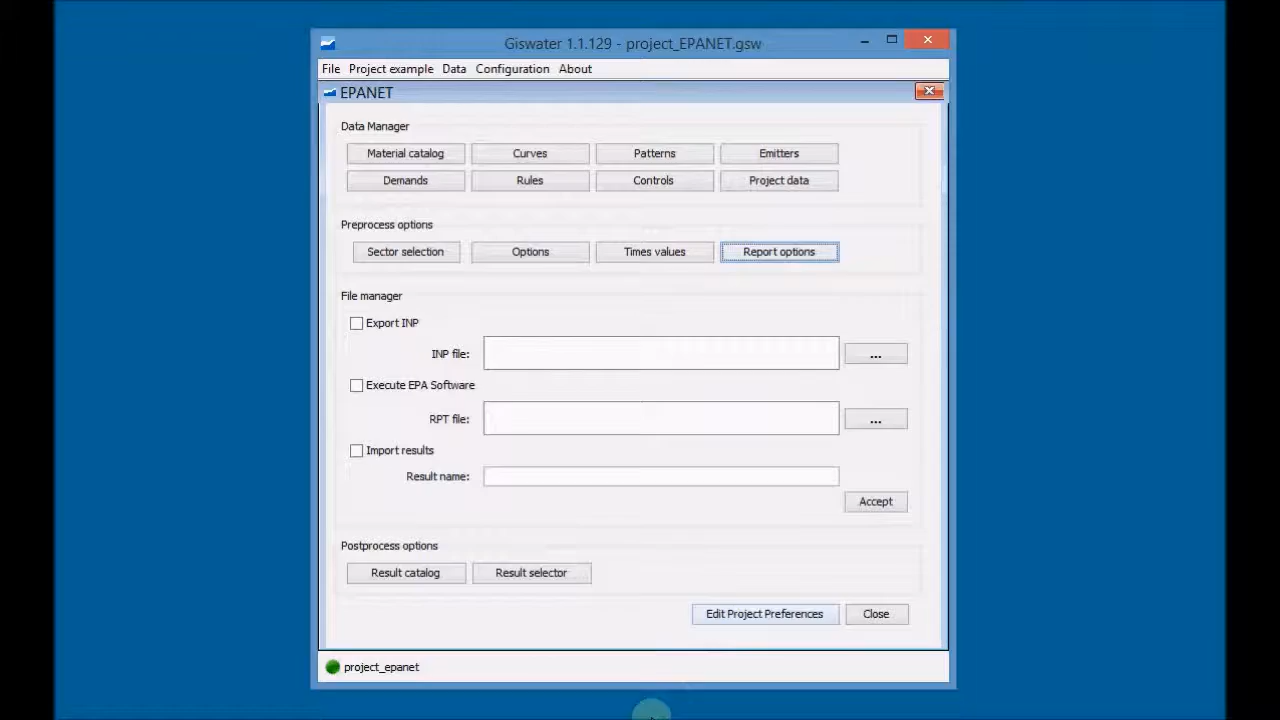 Giswater 1.1.129 - project_EPANET.gsw
File Project example Data Configuration About
EPANET
Data Manager
Material catalog Curves Patterns Emitters
Demands Rules Controls Project data
Preprocess options
Sector selection Options Times values Report options
File manager
Export INP
INP file: ...
Execute EPA Software
RPT file: ...
Import results
Result name:
Accept
Postprocess options
Result catalog Result selector
Edit Project Preferences Close
project_epanet